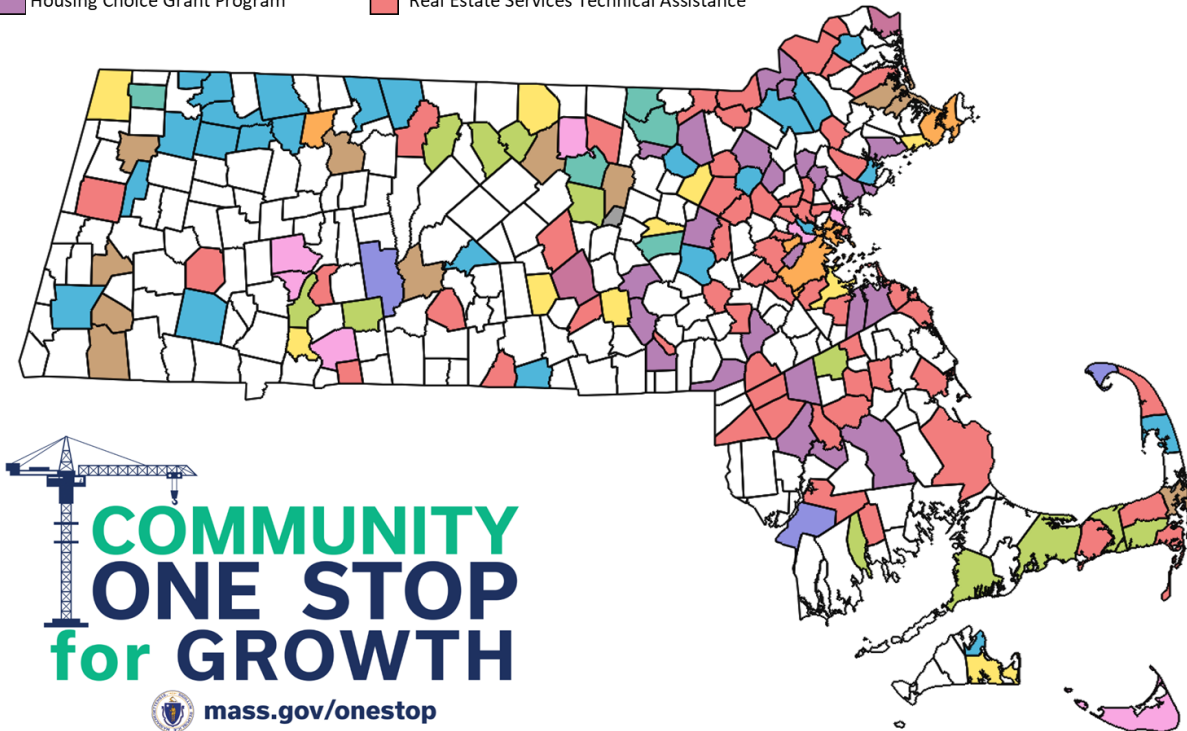 Housing Choice Grant Program Real Estate Services Technical Assistance
COMMUNITY
ONE STOP
for GROWTH
mass.gov/onestop